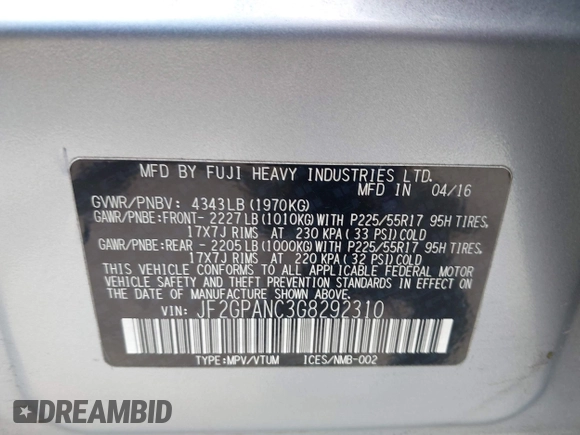 MFD BY FUJI HEAVY INDUSTRIES LTD.
MFD IN 04/16
GVWR/PNBV: 4343LB (1970KG)
GAWR/PNBE: FRONT- 2227LB (1010KG) WITH P225/55R17 95H TIRES,
17X7J RIMS AT 230 KPA (33 PSI) COLD
GAWR/PNBE: REAR - 2205LB (1000KG) WITH P225/55R17 95H TIRES,
17X7J RIMS AT 220 KPA (32 PSI) COLD
THIS VEHICLE CONFORMS TO ALL APPLICABLE FEDERAL MOTOR
VEHICLE SAFETY AND THEFT PREVENTION STANDARDS IN EFFECT
ON THE DATE OF MANUFACTURE SHOWN ABOVE.
VIN: JF2GPANC3G8292310
TYPE:MPV/VTUM ICES/NMB-002
DREAMBID